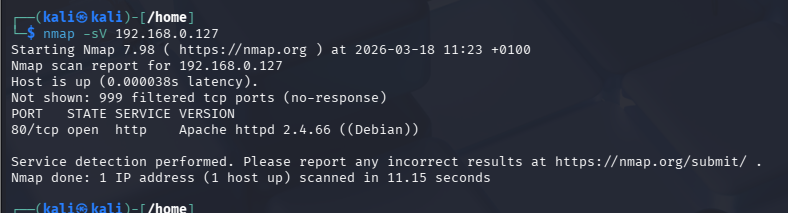 ┌──(kali㉿kali)-[/home]
└─$ nmap -sV 192.168.0.127
Starting Nmap 7.98 ( https://nmap.org ) at 2026-03-18 11:23 +0100
Nmap scan report for 192.168.0.127
Host is up (0.000038s latency).
Not shown: 999 filtered tcp ports (no-response)
PORT   STATE SERVICE VERSION
80/tcp open  http    Apache httpd 2.4.66 ((Debian))

Service detection performed. Please report any incorrect results at https://nmap.org/submit/ .
Nmap done: 1 IP address (1 host up) scanned in 11.15 seconds

┌──(kali㉿kali)-[/home]